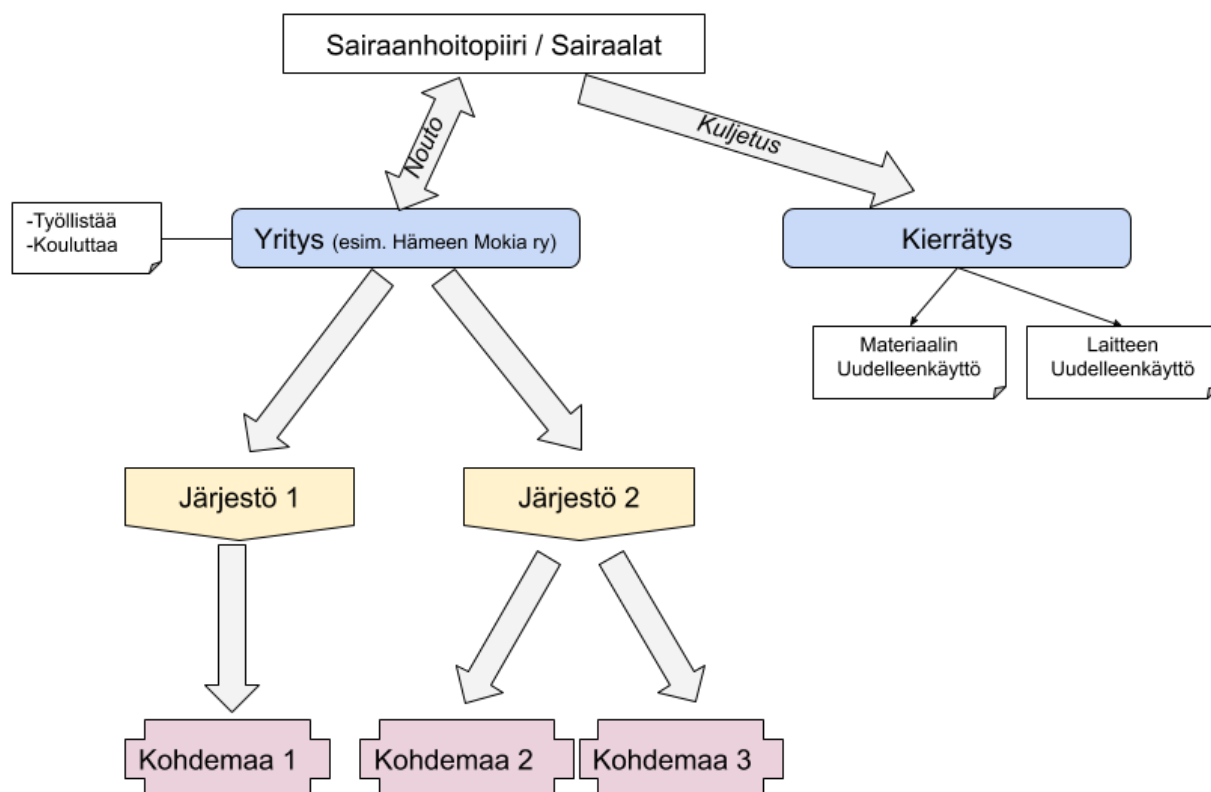 Sairaanhoitopiiri / Sairaalat
Nouto
Kuljetus
-Työllistää
-Kouluttaa
Yritys (esim. Hämeen Mokia ry)
Kierrätys
Materiaalin
Uudelleenkäyttö
Laitteen
Uudelleenkäyttö
Järjestö 1
Järjestö 2
Kohdemaa 1
Kohdemaa 2
Kohdemaa 3